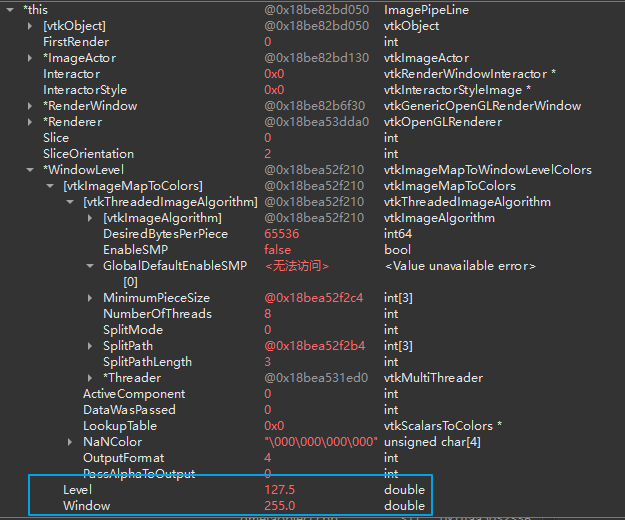 *this @0x18be82bd050 ImagePipeLine
[vtkObject] @0x18be82bd050 vtkObject
FirstRender 0 int
*ImageActor @0x18be82bd130 vtkImageActor
Interactor 0x0 vtkRenderWindowInteractor *
InteractorStyle 0x0 vtkInteractorStyleImage *
*RenderWindow @0x18be82b6f30 vtkGenericOpenGLRenderWindow
*Renderer @0x18bea53dda0 vtkOpenGLRenderer
Slice 0 int
SliceOrientation 2 int
*WindowLevel @0x18bea52f210 vtkImageMapToWindowLevelColors
[vtkImageMapToColors] @0x18bea52f210 vtkImageMapToColors
[vtkThreadedImageAlgorithm] @0x18bea52f210 vtkThreadedImageAlgorithm
[vtkImageAlgorithm] @0x18bea52f210 vtkImageAlgorithm
DesiredBytesPerPiece 65536 int64
EnableSMP false bool
GlobalDefaultEnableSMP <无法访问> <Value unavailable error>
[0]
MinimumPieceSize @0x18bea52f2c4 int[3]
NumberOfThreads 8 int
SplitMode 0 int
SplitPath @0x18bea52f2b4 int[3]
SplitPathLength 3 int
*Threader @0x18bea531ed0 vtkMultiThreader
ActiveComponent 0 int
DataWasPassed 0 int
LookupTable 0x0 vtkScalarsToColors *
NaNColor "\000\000\000\000" unsigned char[4]
OutputFormat 4 int
PassAlphaToOutput 0 int
Level 127.5 double
Window 255.0 double